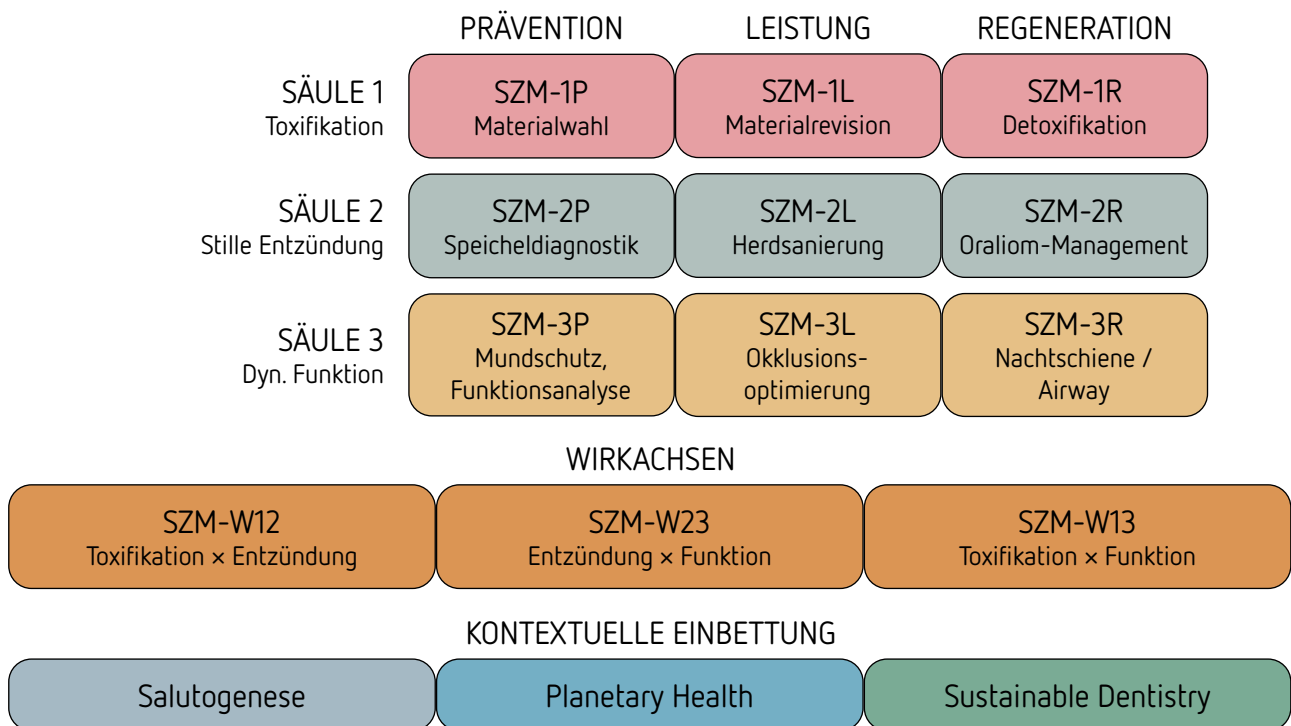 PRÄVENTION LEISTUNG REGENERATION
SÄULE 1
Toxifikation
SZM-1P
Materialwahl
SZM-1L
Materialrevision
SZM-1R
Detoxifikation
SÄULE 2
Stille Entzündung
SZM-2P
Speicheldiagnostik
SZM-2L
Herdsanierung
SZM-2R
Oraliom-Management
SÄULE 3
Dyn. Funktion
SZM-3P
Mundschutz,
Funktionsanalyse
SZM-3L
Okklusions-
optimierung
SZM-3R
Nachtschiene /
Airway
WIRKACHSEN
SZM-W12
Toxifikation × Entzündung
SZM-W23
Entzündung × Funktion
SZM-W13
Toxifikation × Funktion
KONTEXTUELLE EINBETTUNG
Salutogenese
Planetary Health
Sustainable Dentistry